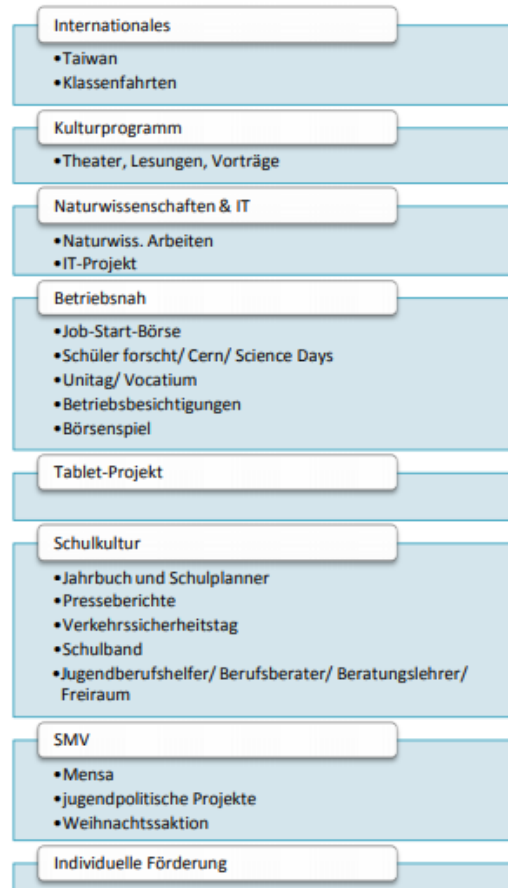 Internationales
•Taiwan
•Klassenfahrten
Kulturprogramm
•Theater, Lesungen, Vorträge
Naturwissenschaften & IT
•Naturwiss. Arbeiten
•IT-Projekt
Betriebsnah
•Job-Start-Börse
•Schüler forscht/ Cern/ Science Days
•Unitag/ Vocatium
•Betriebsbesichtigungen
•Börsenspiel
Tablet-Projekt
Schulkultur
•Jahrbuch und Schulplanner
•Presseberichte
•Verkehrssicherheitstag
•Schulband
•Jugendberufshelfer/ Berufsberater/ Beratungslehrer/
Freiraum
SMV
•Mensa
•jugendpolitische Projekte
•Weihnachtssaktion
Individuelle Förderung